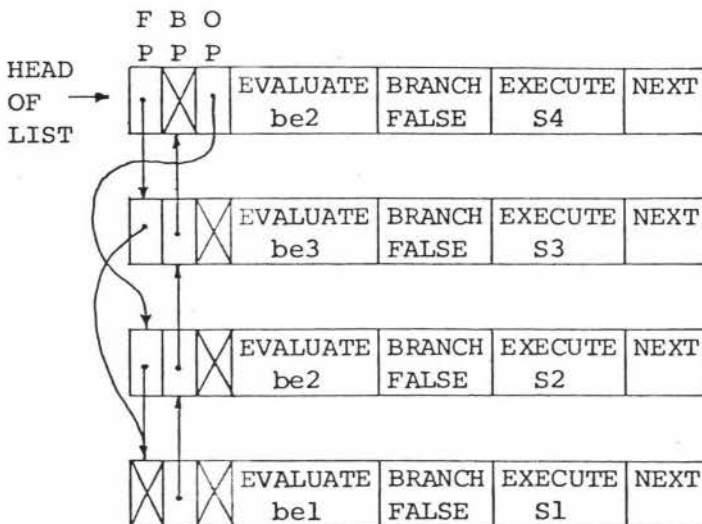 F B O
P P P
HEAD OF LIST
EVALUATE be2 BRANCH FALSE EXECUTE S4 NEXT
EVALUATE be3 BRANCH FALSE EXECUTE S3 NEXT
EVALUATE be2 BRANCH FALSE EXECUTE S2 NEXT
EVALUATE be1 BRANCH FALSE EXECUTE S1 NEXT